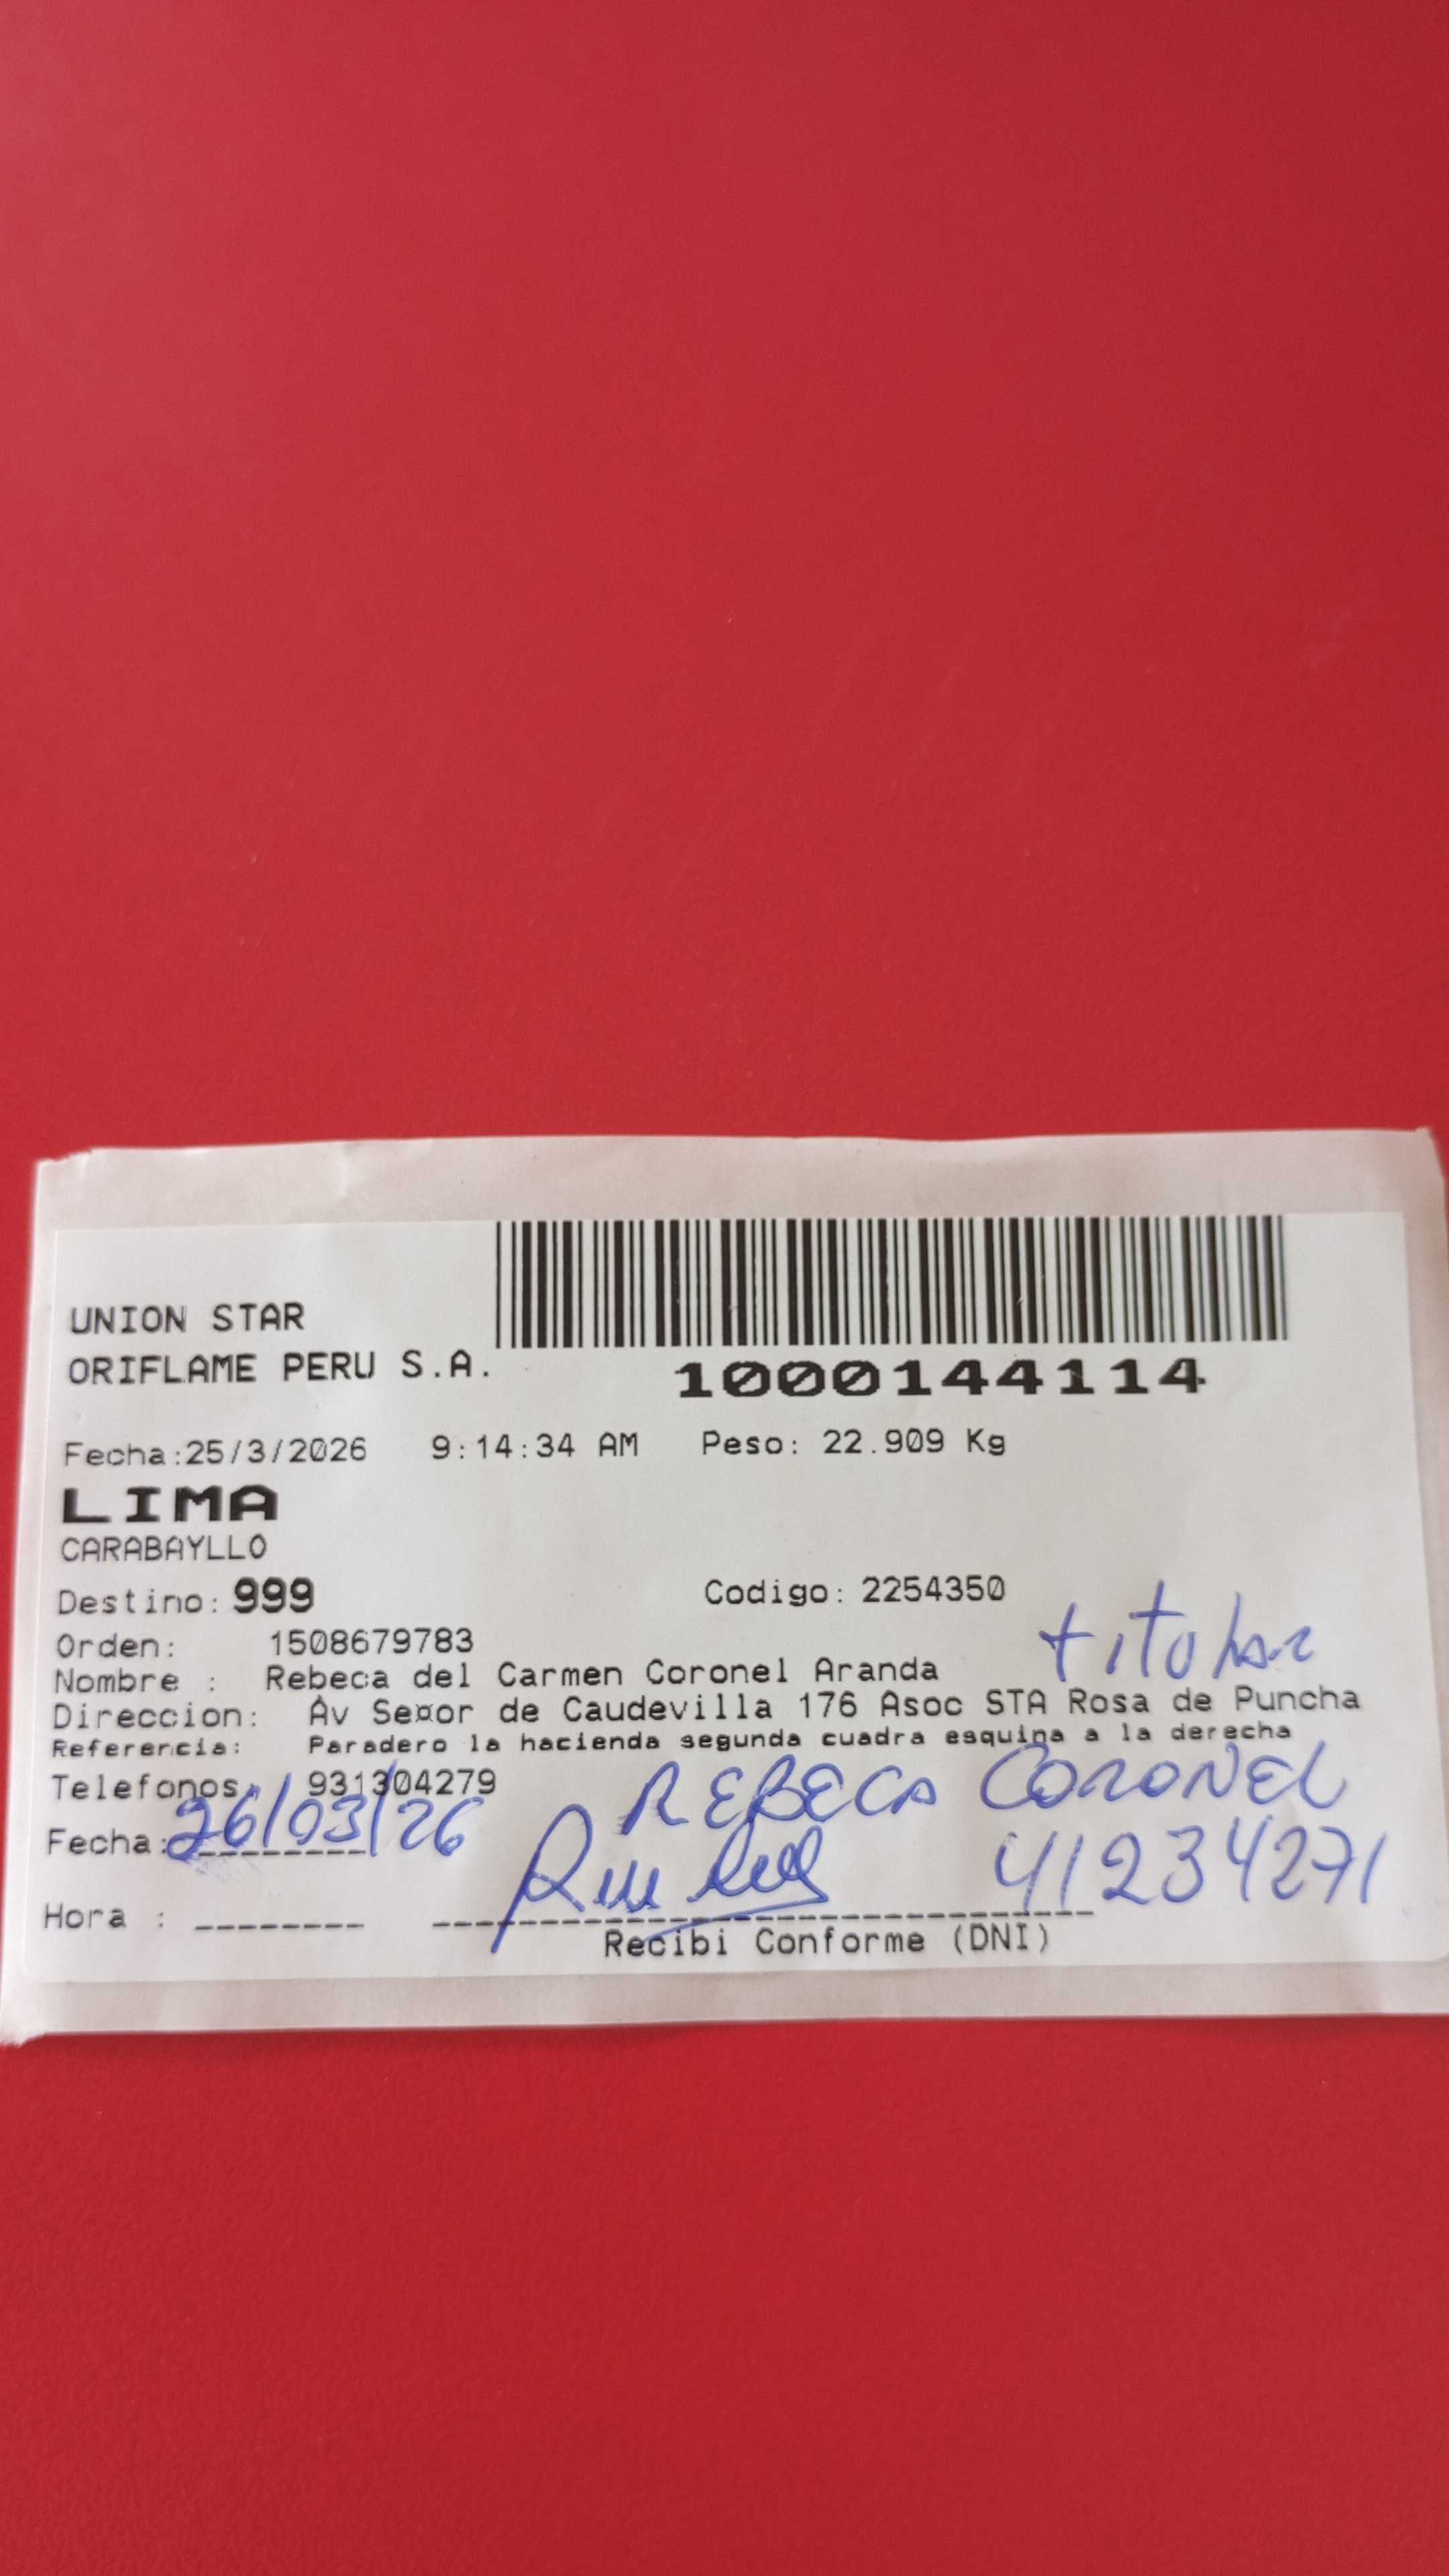 UNION STAR
ORIFLAME PERU S.A.
1000144114
Fecha:25/3/2026 9:14:34 AM Peso: 22.909 Kg
LIMA
CARABAYLLO
Destino: 999 Codigo: 2254350
titular
Orden: 1508679783
Nombre : Rebeca del Carmen Coronel Aranda
Direccion: Av Se¤or de Caudevilla 176 Asoc STA Rosa de Puncha
Referencia: Paradero la hacienda segunda cuadra esquina a la derecha
Telefonos: 931304279
REBECA CORONEL
Fecha: 26/03/26
41234271
Hora :
Recibi Conforme (DNI)